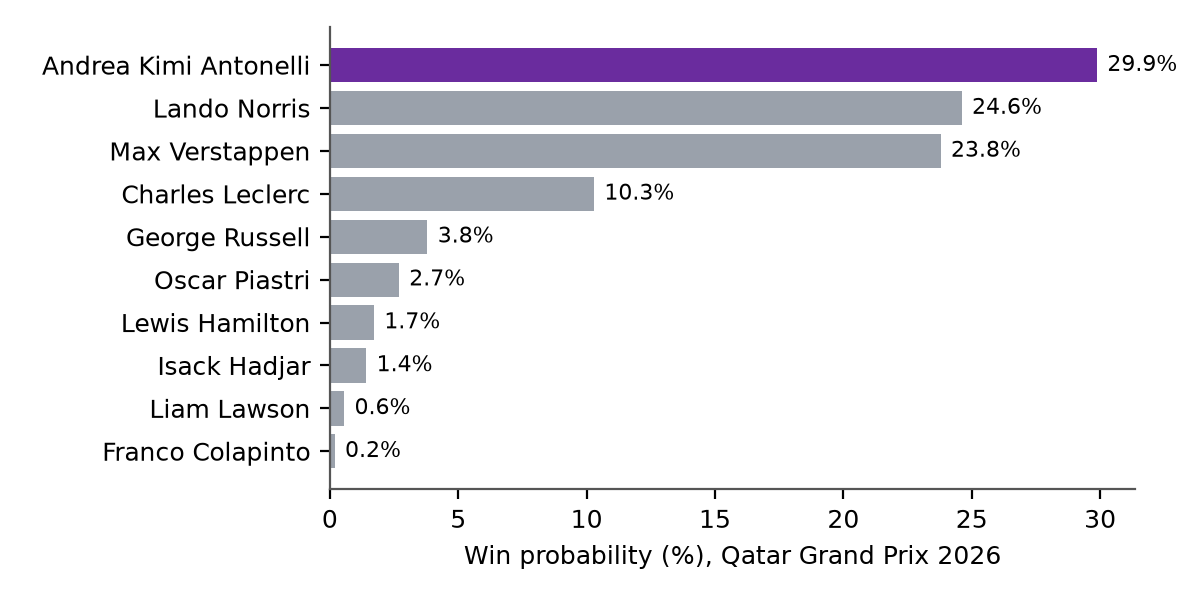 Andrea Kimi Antonelli 29.9%
Lando Norris 24.6%
Max Verstappen 23.8%
Charles Leclerc 10.3%
George Russell 3.8%
Oscar Piastri 2.7%
Lewis Hamilton 1.7%
Isack Hadjar 1.4%
Liam Lawson 0.6%
Franco Colapinto 0.2%
0 5 10 15 20 25 30
Win probability (%), Qatar Grand Prix 2026